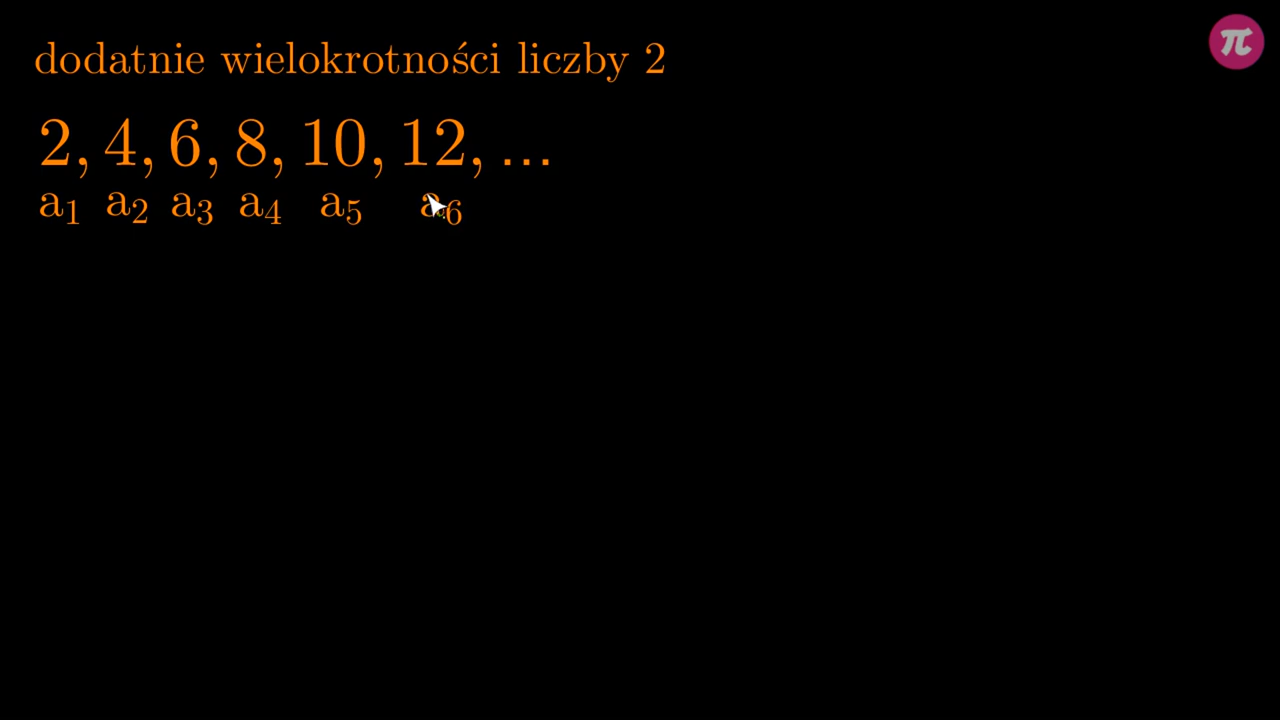 dodatnie wielokrotności liczby 2
2, 4, 6, 8, 10, 12, ...
a₁ a₂ a₃ a₄ a₅ a₆
π